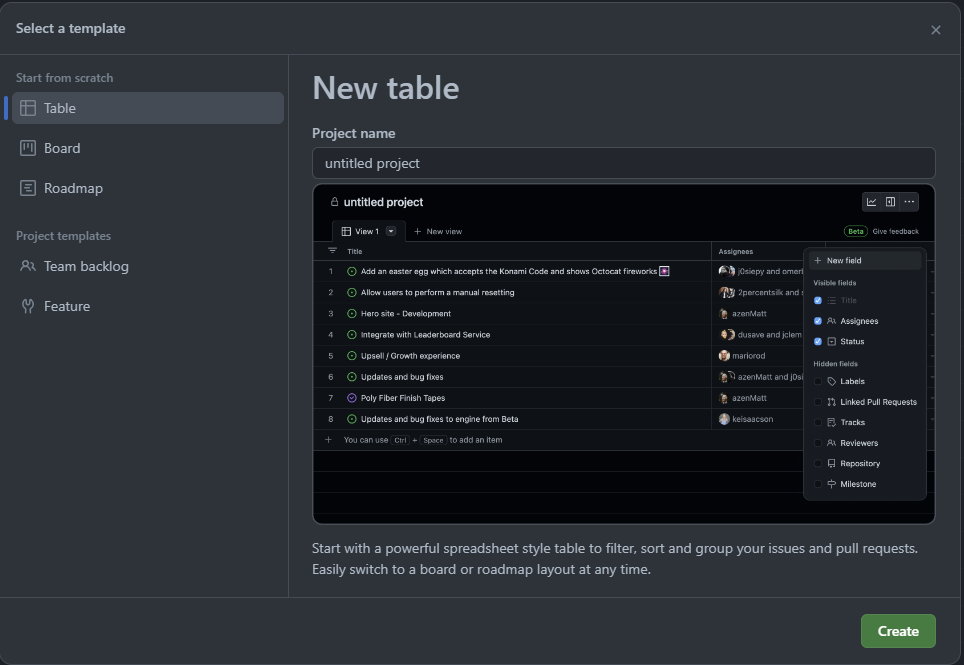 Select a template
Start from scratch
Table
Board
Roadmap
Project templates
Team backlog
Feature
New table
Project name
untitled project
untitled project
View 1
New view
Beta Give feedback
Title Assignees
1 Add an easter egg which accepts the Konami Code and shows Octocat fireworks j0siepy and omer
2 Allow users to perform a manual resetting 2percentsilk and s
3 Hero site - Development azenMatt
4 Integrate with Leaderboard Service dusave and jclem
5 Upsell / Growth experience mariorod
6 Updates and bug fixes azenMatt and j0si
7 Poly Fiber Finish Tapes azenMatt
8 Updates and bug fixes to engine from Beta keisaacson
+ You can use Ctrl + Space to add an item
+ New field
Visible fields
Title
Assignees
Status
Hidden fields
Labels
Linked Pull Requests
Tracks
Reviewers
Repository
Milestone
Start with a powerful spreadsheet style table to filter, sort and group your issues and pull requests.
Easily switch to a board or roadmap layout at any time.
Create